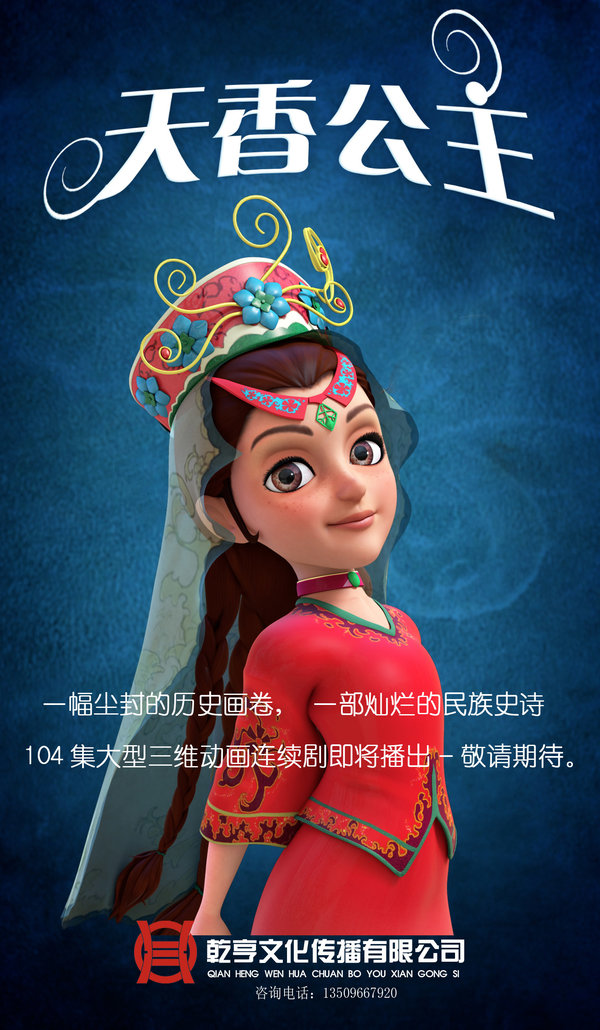 天香公主
一幅尘封的历史画卷， 一部灿烂的民族史诗
104 集大型三维动画连续剧即将播出 – 敬请期待。
乾亨文化传播有限公司
QIAN HENG WEN HUA CHUAN BO YOU XIAN GONG SI
咨询电话：13509667920